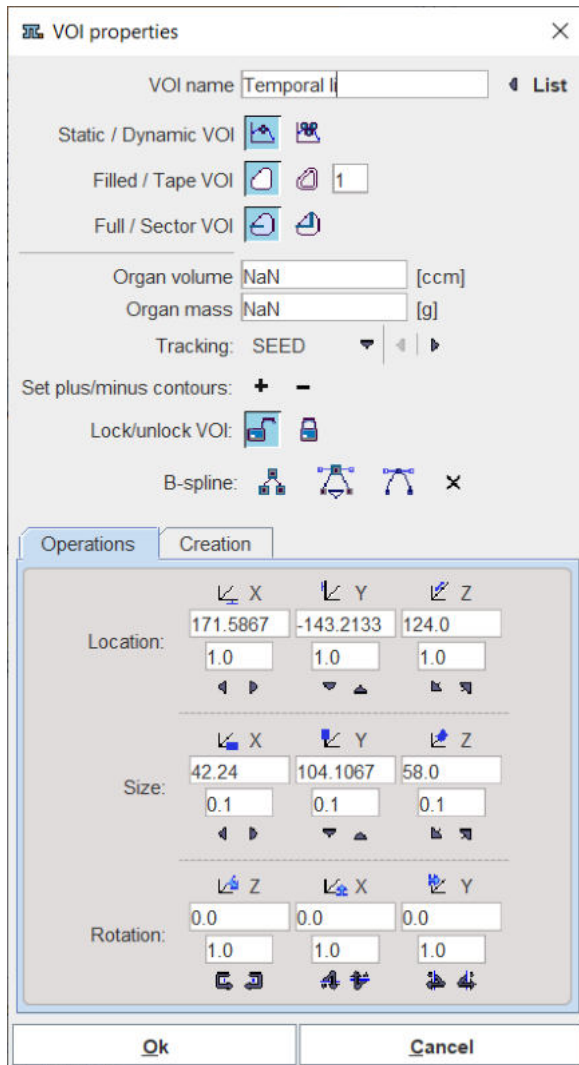 VOI properties
VOI name Temporal li List
Static / Dynamic VOI
Filled / Tape VOI 1
Full / Sector VOI
Organ volume NaN [ccm]
Organ mass NaN [g]
Tracking: SEED
Set plus/minus contours: + −
Lock/unlock VOI:
B-spline:
Operations Creation
X Y Z
Location: 171.5867 -143.2133 124.0
1.0 1.0 1.0
X Y Z
Size: 42.24 104.1067 58.0
0.1 0.1 0.1
Z X Y
Rotation: 0.0 0.0 0.0
1.0 1.0 1.0
Ok Cancel